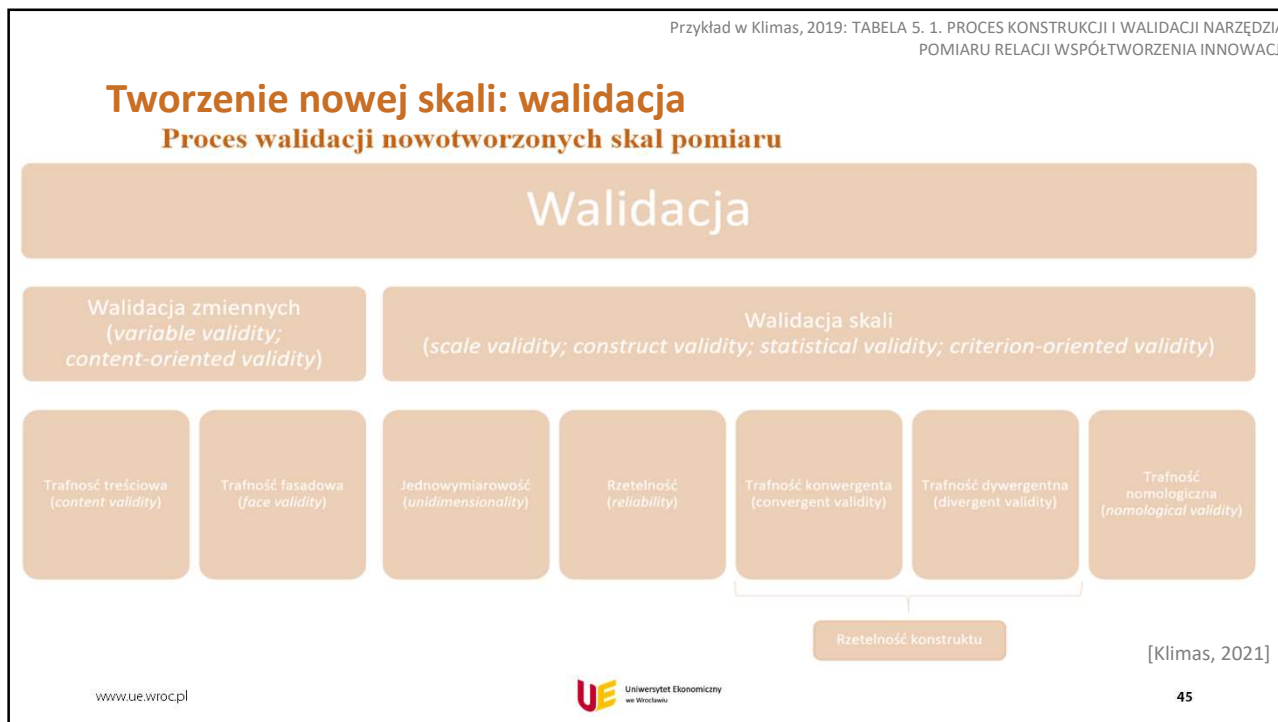 Przykład w Klimas, 2019: TABELA 5. 1. PROCES KONSTRUKCJI I WALIDACJI NARZĘDZIA
POMIARU RELACJI WSPÓŁTWORZENIA INNOWACJ
Tworzenie nowej skali: walidacja
Proces walidacji nowotworzonych skal pomiaru
Walidacja
Walidacja zmiennych
(variable validity;
content-oriented validity)
Walidacja skali
(scale validity; construct validity; statistical validity; criterion-oriented validity)
Trafność treściowa
(content validity)
Trafność fasadowa
(face validity)
Jednowymiarowość
(unidimensionality)
Rzetelność
(reliability)
Trafność konwergenta
(convergent validity)
Trafność dywergentna
(divergent validity)
Trafność
nomologiczna
(nomological validity)
Rzetelność konstruktu
[Klimas, 2021]
www.ue.wroc.pl
UE Uniwersytet Ekonomiczny
we Wrocławiu
45